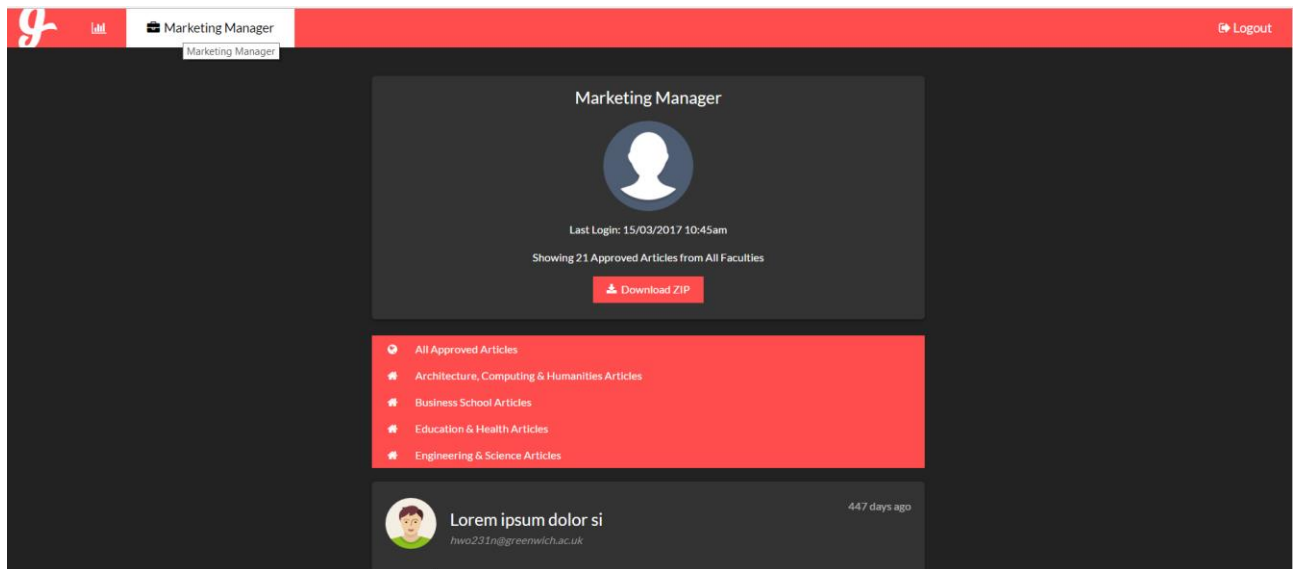 g
Marketing Manager
Logout
Marketing Manager
Marketing Manager
Last Login: 15/03/2017 10:45am
Showing 21 Approved Articles from All Faculties
Download ZIP
All Approved Articles
Architecture, Computing & Humanities Articles
Business School Articles
Education & Health Articles
Engineering & Science Articles
447 days ago
Lorem ipsum dolor si
hwo231n@greenwich.ac.uk